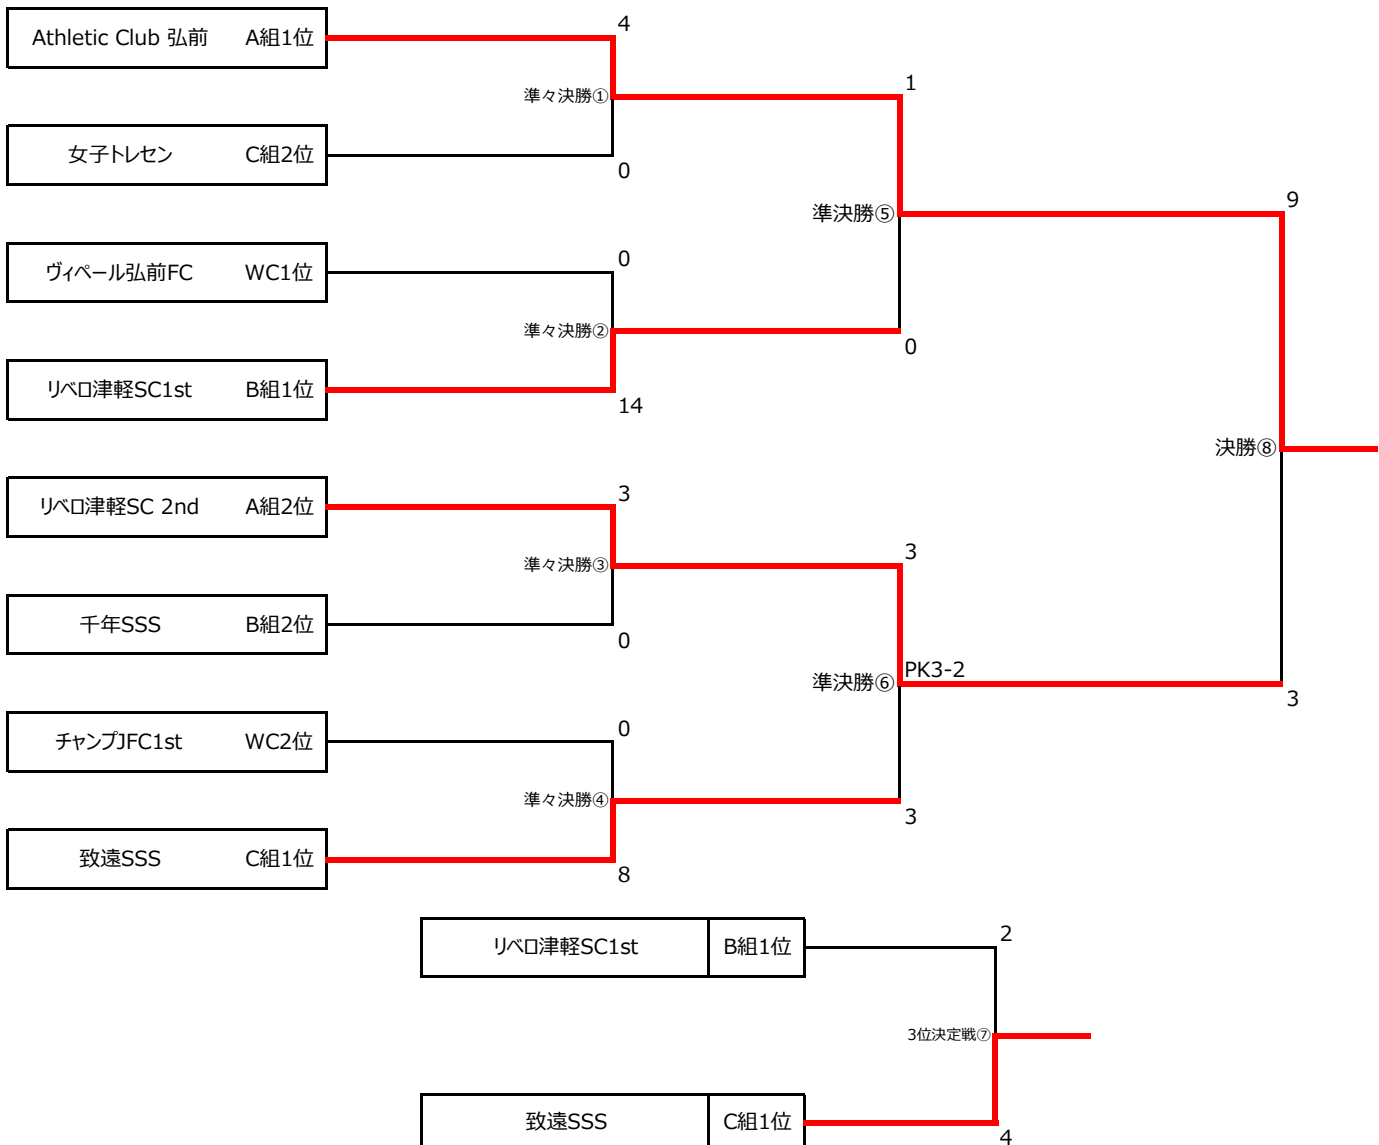 4
Athletic Club 弘前 A組1位
1
準々決勝①
女子トレセン C組2位
0
9
準決勝⑤
0
ヴィペール弘前FC WC1位
準々決勝②
0
リベロ津軽SC1st B組1位
14
決勝⑧
3
リベロ津軽SC 2nd A組2位
3
準々決勝③
千年SSS B組2位
0
PK3-2
準決勝⑥
3
0
チャンプJFC1st WC2位
準々決勝④
3
致遠SSS C組1位
8
2
リベロ津軽SC1st B組1位
3位決定戦⑦
致遠SSS C組1位
4